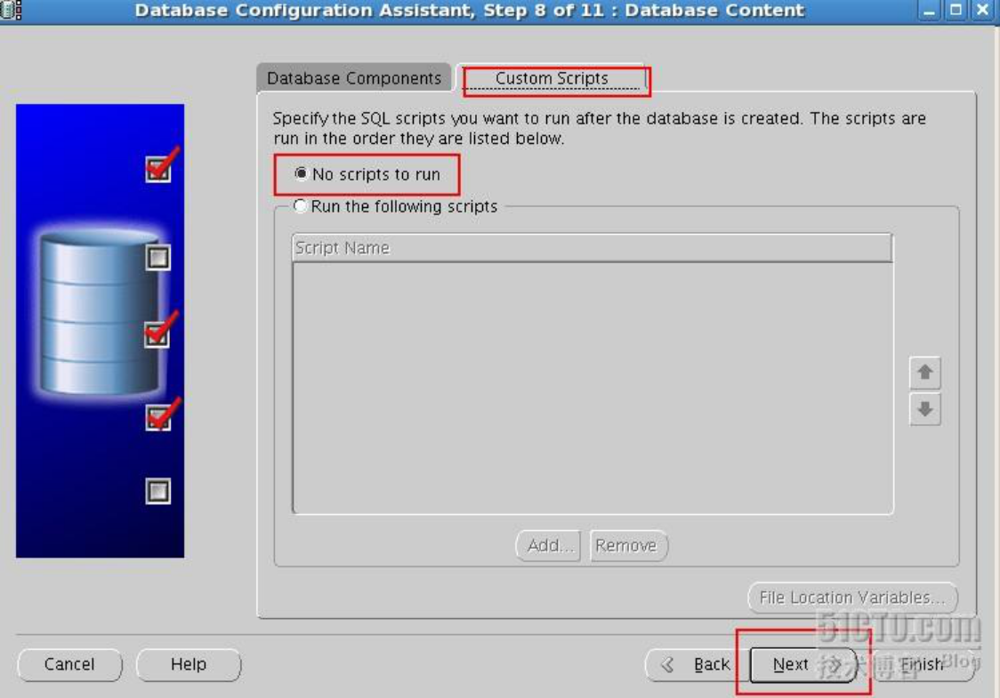 Database Configuration Assistant, Step 8 of 11 : Database Content
Database Components
Custom Scripts
Specify the SQL scripts you want to run after the database is created. The scripts are
run in the order they are listed below.
No scripts to run
Run the following scripts
Script Name
Add...
Remove
File Location Variables...
51CTO.com
技术博客 Blog
Cancel
Help
Back
Next
Finish